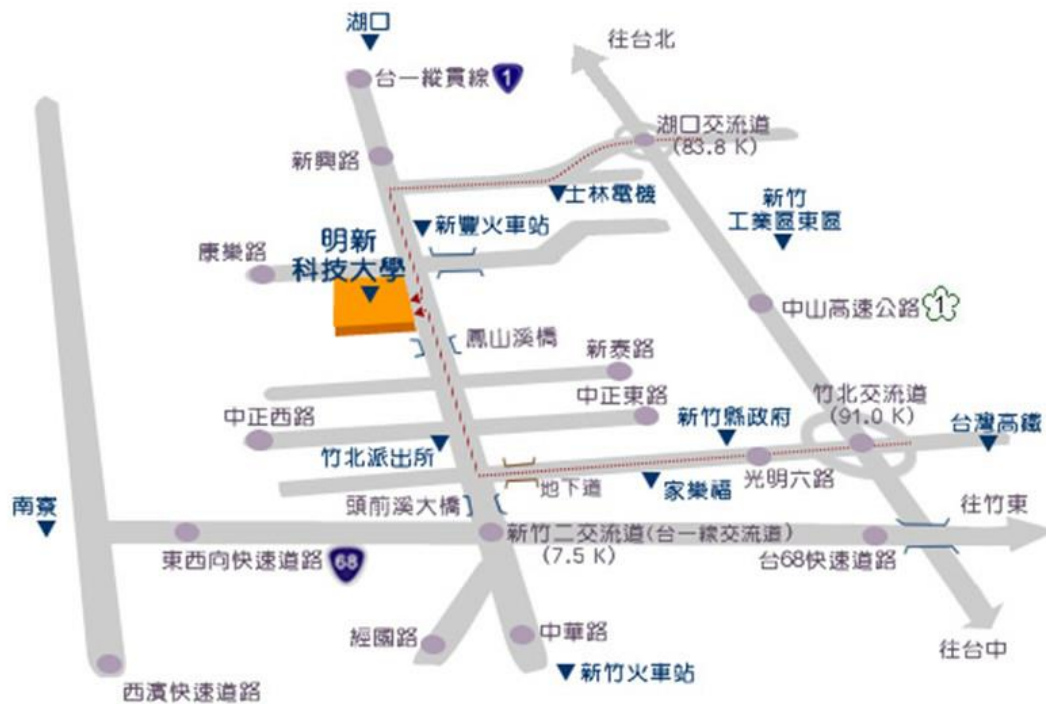 湖口
往台北
台一縱貫線 1
湖口交流道
(83.8 K)
新興路
士林電機
新竹
工業區東區
新豐火車站
康樂路
明新
科技大學
中山高速公路 1
鳳山溪橋
新泰路
中正東路
竹北交流道
(91.0 K)
中正西路
新竹縣政府
台灣高鐵
竹北派出所
光明六路
家樂福
地下道
南寮
頭前溪大橋
往竹東
新竹二交流道(台一線交流道)
(7.5 K)
東西向快速道路 68
台68快速道路
經國路
中華路
往台中
新竹火車站
西濱快速道路